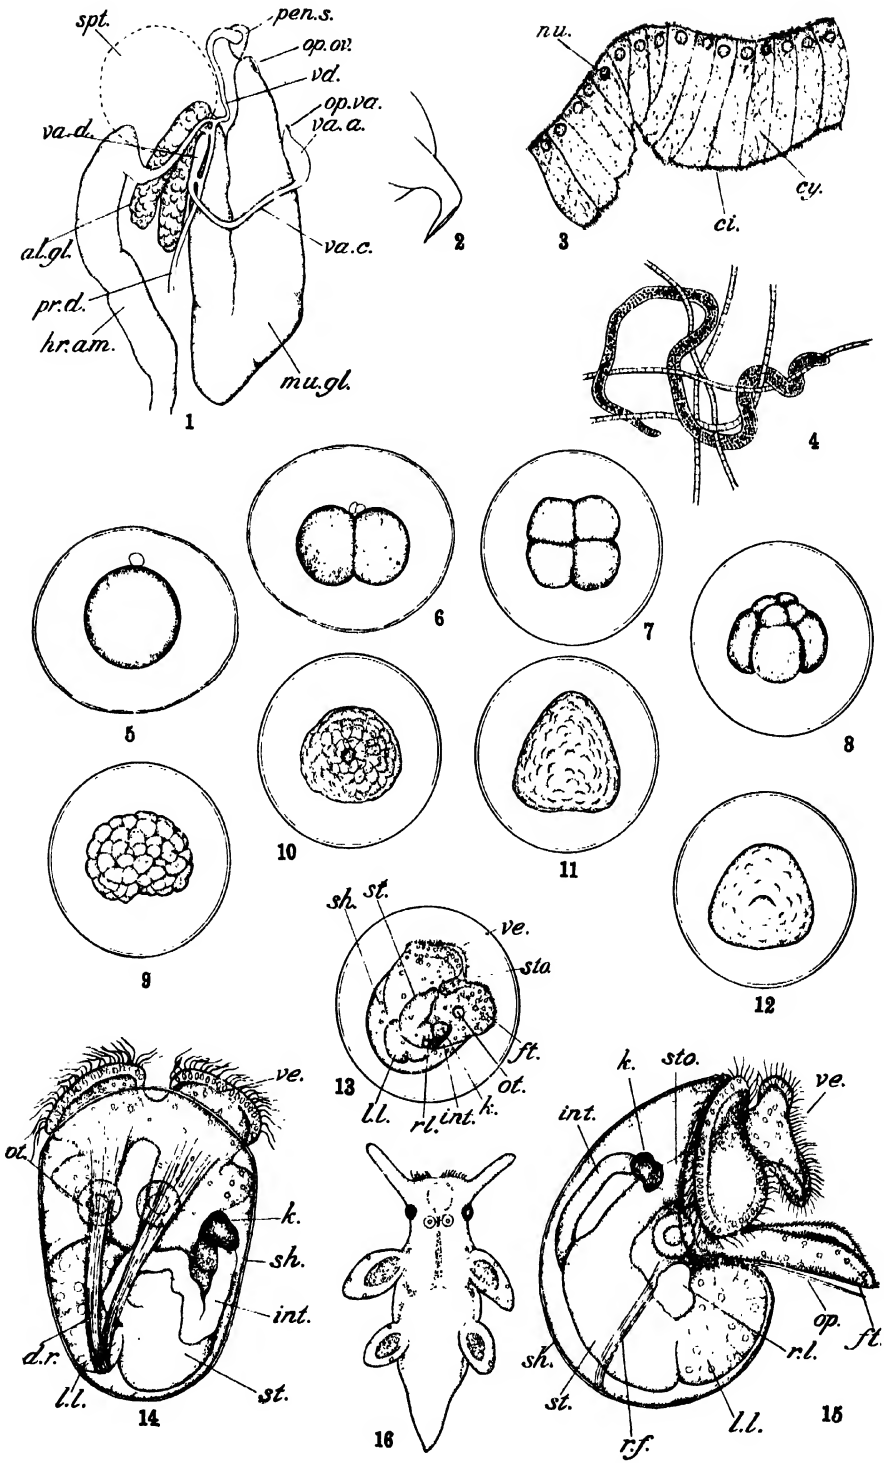 spt.
pen.s.
op.ov.
vd.
op.va.
va.a.
va.d.
al.gl.
va.c.
pr.d.
hr.am.
mu.gl.
1
2
nu.
cy.
ci.
3
4
5
6
7
8
9
10
11
12
sh. st. ve.
sto.
ft.
ot.
k.
int.
rl.
l.l.
13
ve.
ot.
k.
sh.
int.
d.r.
l.l.
st.
14
16
k. sto. ve.
int.
op. ft.
r.l.
sh.
st.
r.f.
l.l.
15